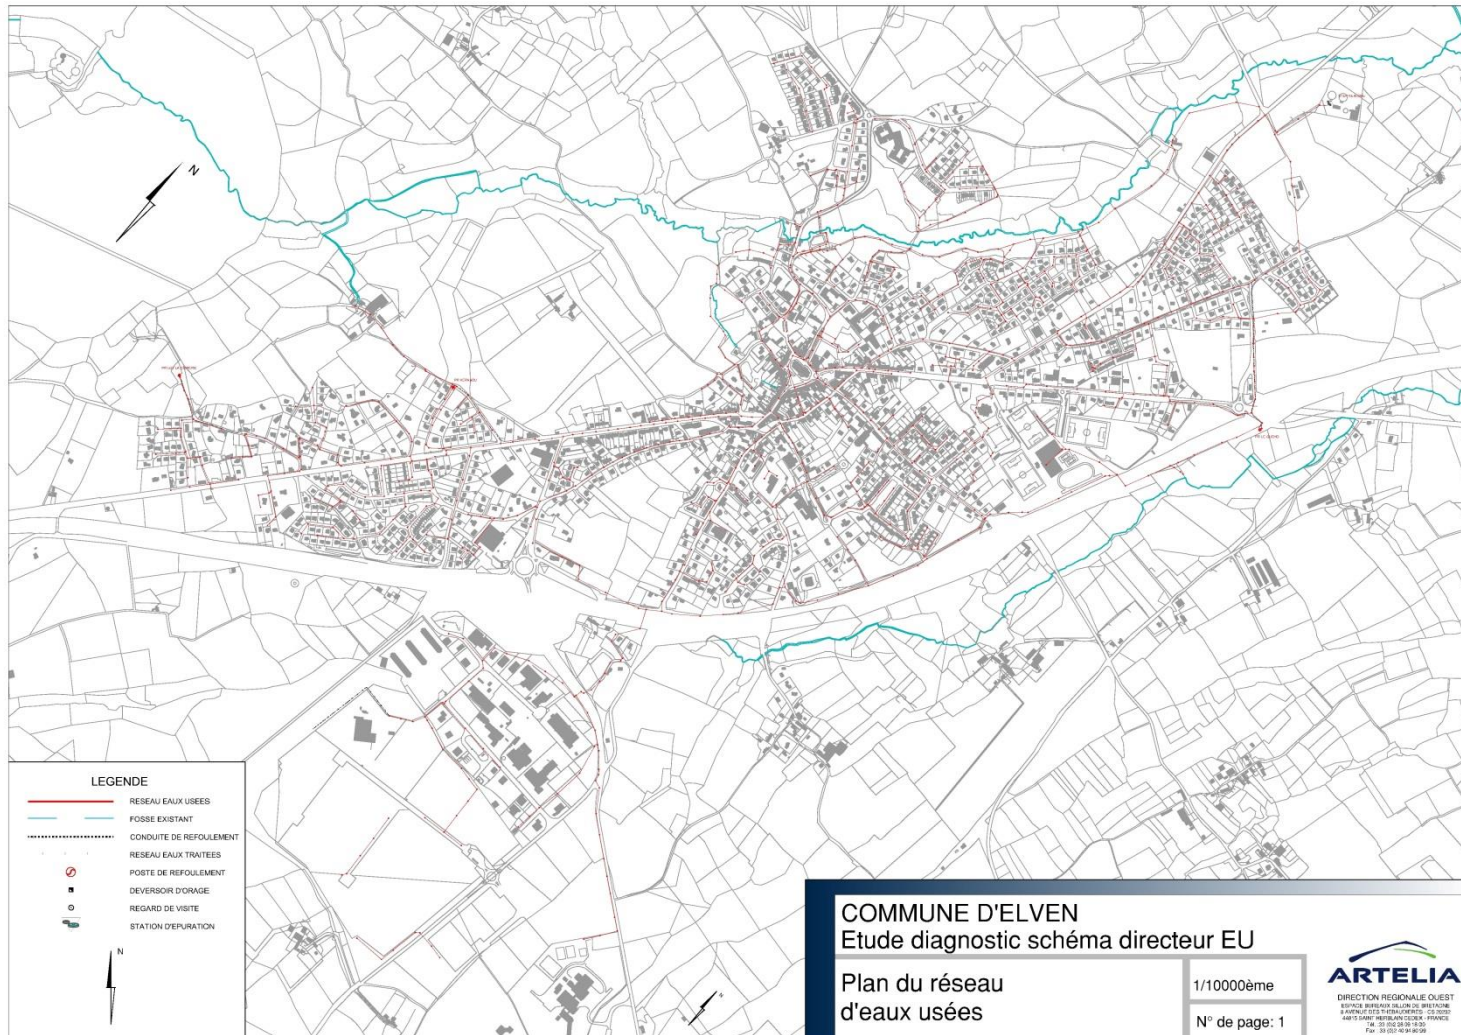 N
LEGENDE
RESEAU EAUX USEES
FOSSE EXISTANT
CONDUITE DE REFOULEMENT
RESEAU EAUX TRAITEES
POSTE DE REFOULEMENT
DEVERSOIR D'ORAGE
REGARD DE VISITE
STATION D'EPURATION
N
N
COMMUNE D'ELVEN
Etude diagnostic schéma directeur EU
Plan du réseau
d'eaux usées
1/10000ème
N° de page: 1
ARTELIA
DIRECTION REGIONALE OUEST